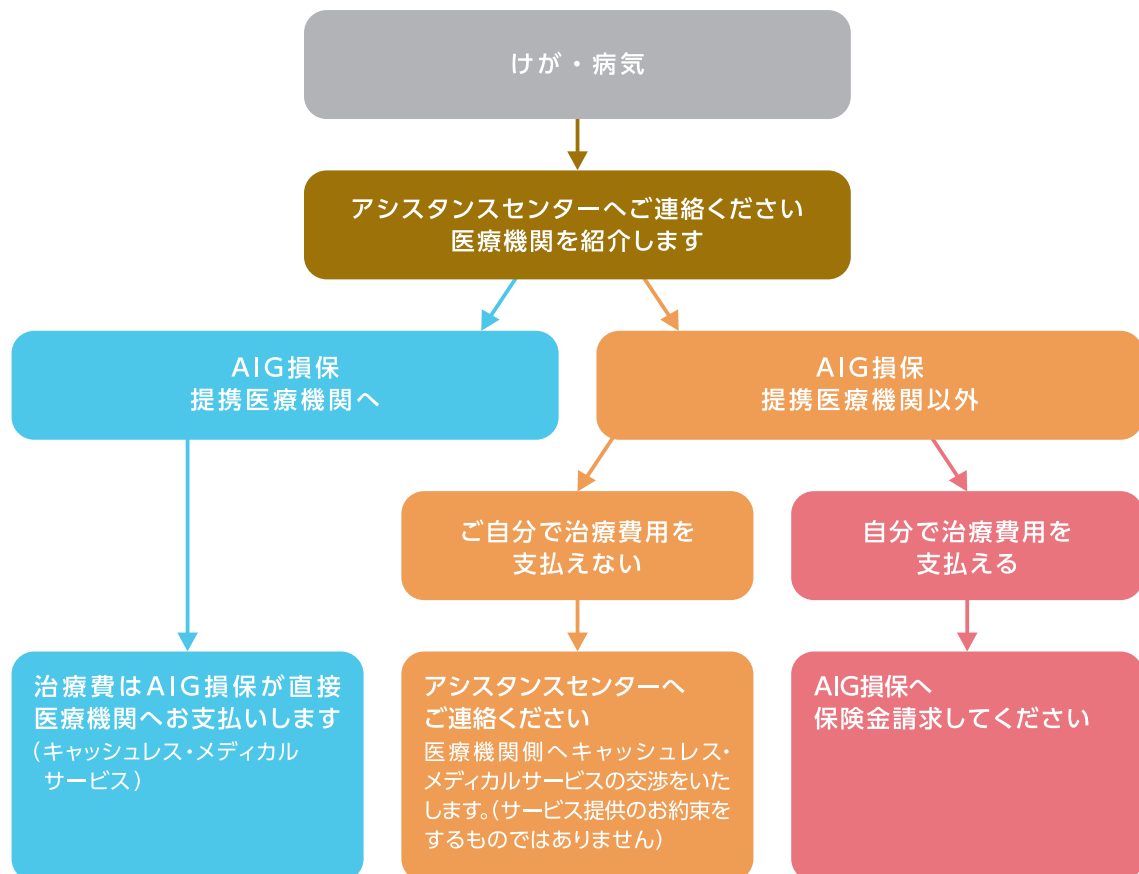 けが・病気
アシスタンスセンターへご連絡ください
医療機関を紹介します
AIG損保
提携医療機関へ
AIG損保
提携医療機関以外
ご自分で治療費用を
支払えない
自分で治療費用を
支払える
治療費はAIG損保が直接
医療機関へお支払いします
（キャッシュレス・メディカル
サービス）
アシスタンスセンターへ
ご連絡ください
医療機関側へキャッシュレス・
メディカルサービスの交渉をいた
します。（サービス提供のお約束を
するものではありません）
AIG損保へ
保険金請求してください